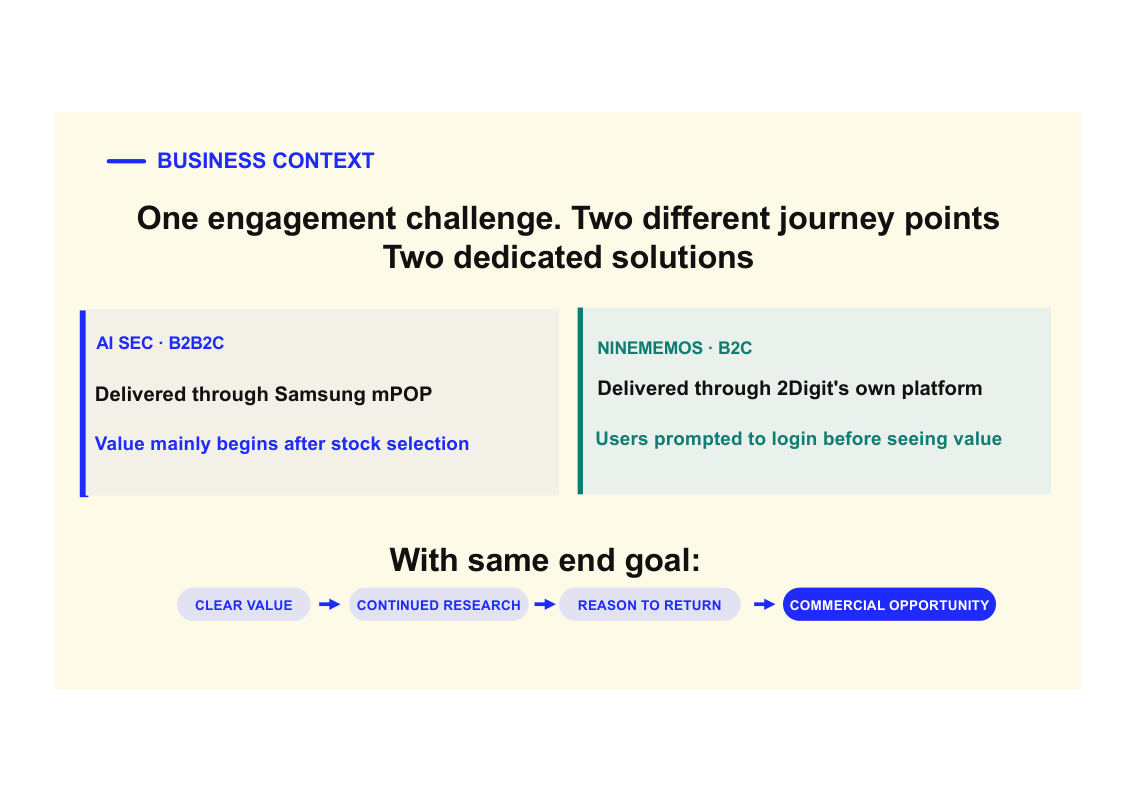 BUSINESS CONTEXT
One engagement challenge. Two different journey points
Two dedicated solutions
AI SEC · B2B2C
Delivered through Samsung mPOP
Value mainly begins after stock selection
NINEMEMOS · B2C
Delivered through 2Digit's own platform
Users prompted to login before seeing value
With same end goal:
CLEAR VALUE
CONTINUED RESEARCH
REASON TO RETURN
COMMERCIAL OPPORTUNITY